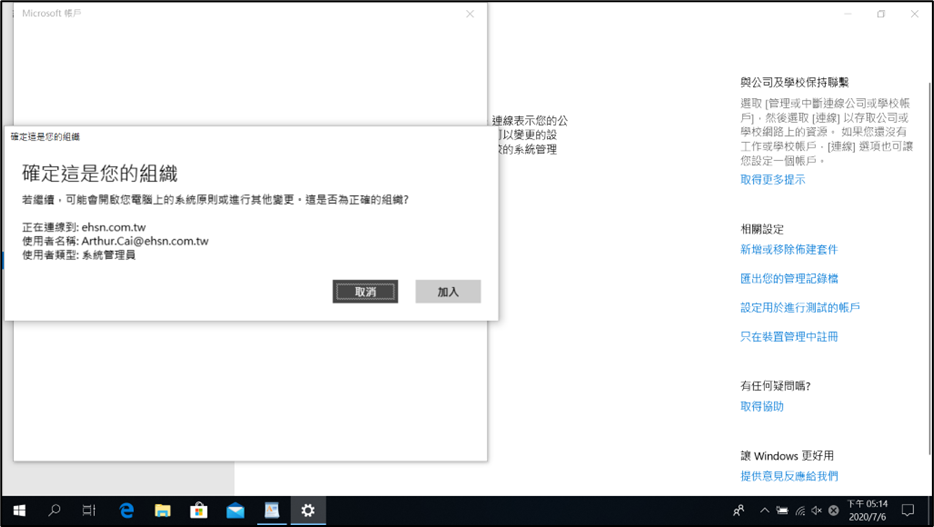 Microsoft 帳戶
連線表示您的公
可以變更的設
校的系統管理
確定這是您的組織
確定這是您的組織
若繼續，可能會開啟您電腦上的系統原則或進行其他變更。這是否為正確的組織?
正在連線到: ehsn.com.tw
使用者名稱: Arthur.Cai@ehsn.com.tw
使用者類型: 系統管理員
取消
加入
與公司及學校保持聯繫
選取 [管理或中斷連線公司或學校帳
戶]，然後選取 [連線] 以存取公司或
學校網路上的資源。 如果您還沒有
工作或學校帳戶，[連線] 選項也可讓
您設定一個帳戶。
取得更多提示
相關設定
新增或移除佈建套件
匯出您的管理記錄檔
設定用於進行測試的帳戶
只在裝置管理中註冊
有任何疑問嗎?
取得協助
讓 Windows 更好用
提供意見反應給我們
下午 05:14
2020/7/6